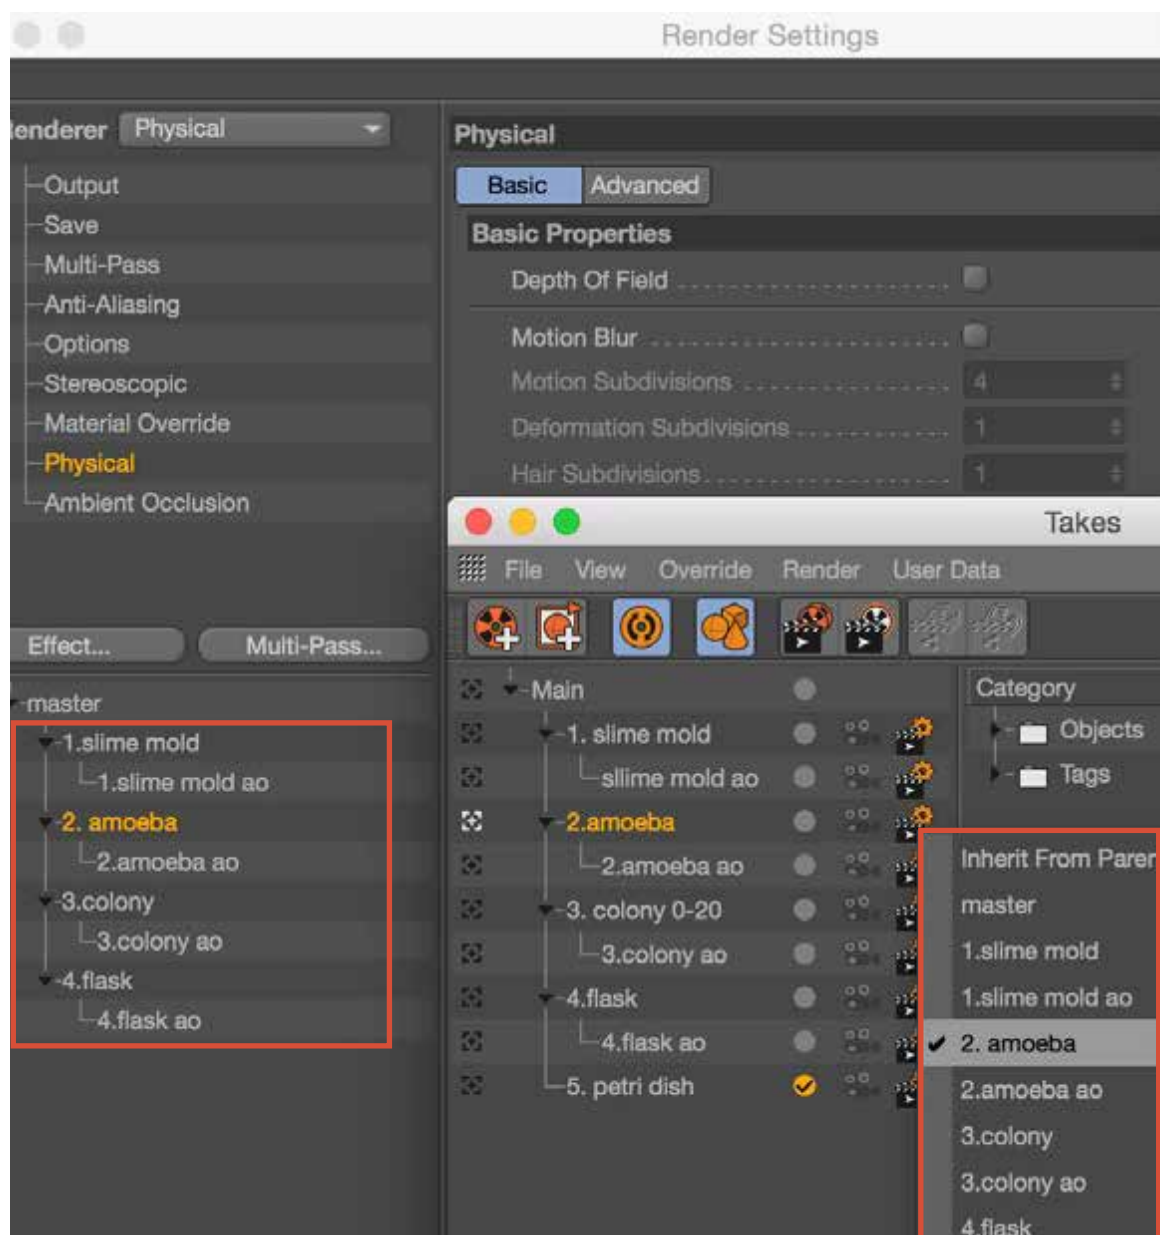 Render Settings
enderer Physical
Output
Save
Multi-Pass
Anti-Aliasing
Options
Stereoscopic
Material Override
Physical
Ambient Occlusion
Effect...
Multi-Pass...
master
1.slime mold
1.slime mold ao
2. amoeba
2.amoeba ao
3.colony
3.colony ao
4.flask
4.flask ao
Physical
Basic Advanced
Basic Properties
Depth Of Field
Motion Blur
Motion Subdivisions 4
Deformation Subdivisions 1
Hair Subdivisions 1
Takes
File View Override Render User Data
Main
1. slime mold
sllime mold ao
2.amoeba
2.amoeba ao
3. colony 0-20
3.colony ao
4.flask
4.flask ao
5. petri dish
Category
Objects
Tags
Inherit From Paren
master
1.slime mold
1.slime mold ao
2. amoeba
2.amoeba ao
3.colony
3.colony ao
4.flask